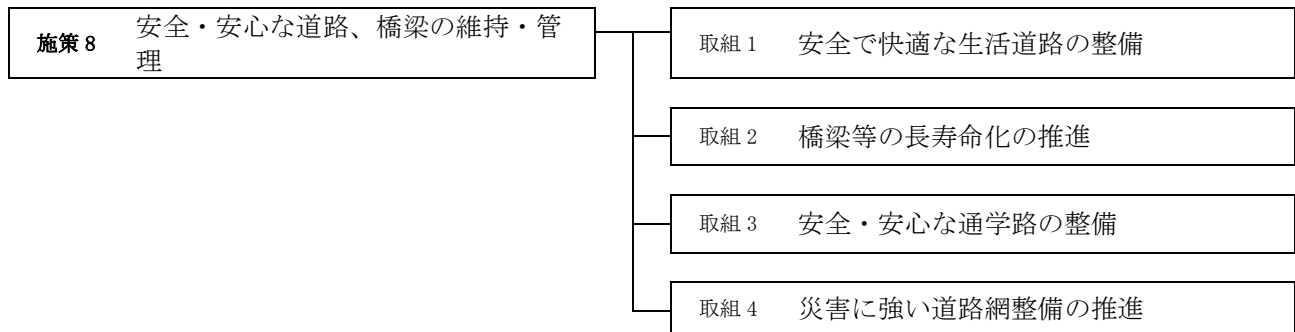 施策 8 安全・安心な道路、橋梁の維持・管
理
取組 1 安全で快適な生活道路の整備
取組 2 橋梁等の長寿命化の推進
取組 3 安全・安心な通学路の整備
取組 4 災害に強い道路網整備の推進